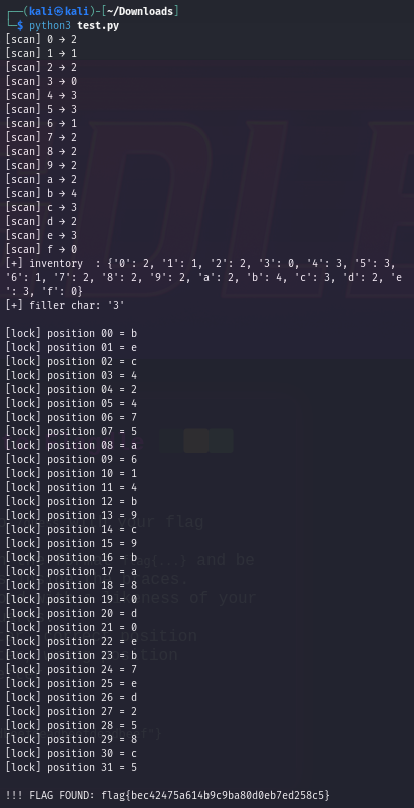 ┌──(kali㉿kali)-[~/Downloads]
└─$ python3 test.py
[scan] 0 → 2
[scan] 1 → 1
[scan] 2 → 2
[scan] 3 → 0
[scan] 4 → 3
[scan] 5 → 3
[scan] 6 → 1
[scan] 7 → 2
[scan] 8 → 2
[scan] 9 → 2
[scan] a → 2
[scan] b → 4
[scan] c → 3
[scan] d → 2
[scan] e → 3
[scan] f → 0
[+] inventory  : {'0': 2, '1': 1, '2': 2, '3': 0, '4': 3, '5': 3,
'6': 1, '7': 2, '8': 2, '9': 2, 'a': 2, 'b': 4, 'c': 3, 'd': 2, 'e
': 3, 'f': 0}
[+] filler char: '3'
[lock] position 00 = b
[lock] position 01 = e
[lock] position 02 = c
[lock] position 03 = 4
[lock] position 04 = 2
[lock] position 05 = 4
[lock] position 06 = 7
[lock] position 07 = 5
[lock] position 08 = a
[lock] position 09 = 6
[lock] position 10 = 1
[lock] position 11 = 4
[lock] position 12 = b
[lock] position 13 = 9
[lock] position 14 = c
[lock] position 15 = 9
[lock] position 16 = b
[lock] position 17 = a
[lock] position 18 = 8
[lock] position 19 = 0
[lock] position 20 = d
[lock] position 21 = 0
[lock] position 22 = e
[lock] position 23 = b
[lock] position 24 = 7
[lock] position 25 = e
[lock] position 26 = d
[lock] position 27 = 2
[lock] position 28 = 5
[lock] position 29 = 8
[lock] position 30 = c
[lock] position 31 = 5
!!! FLAG FOUND: flag{bec42475a614b9c9ba80d0eb7ed258c5}